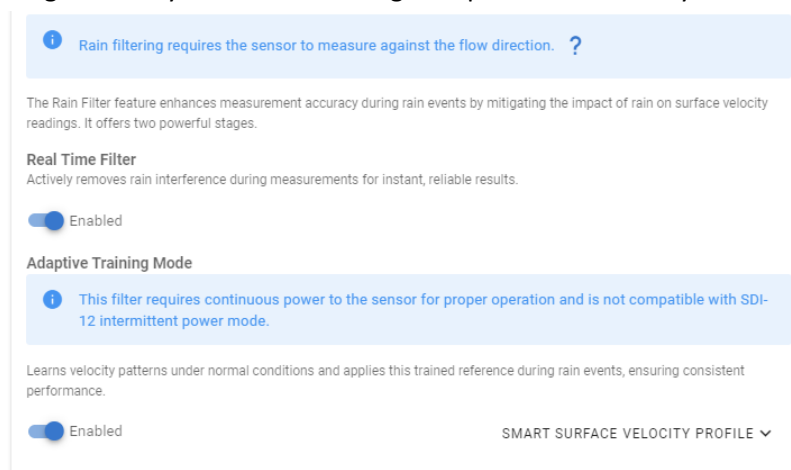 Rain filtering requires the sensor to measure against the flow direction. ?
The Rain Filter feature enhances measurement accuracy during rain events by mitigating the impact of rain on surface velocity
readings. It offers two powerful stages.
Real Time Filter
Actively removes rain interference during measurements for instant, reliable results.
Enabled
Adaptive Training Mode
This filter requires continuous power to the sensor for proper operation and is not compatible with SDI-
12 intermittent power mode.
Learns velocity patterns under normal conditions and applies this trained reference during rain events, ensuring consistent
performance.
Enabled
SMART SURFACE VELOCITY PROFILE